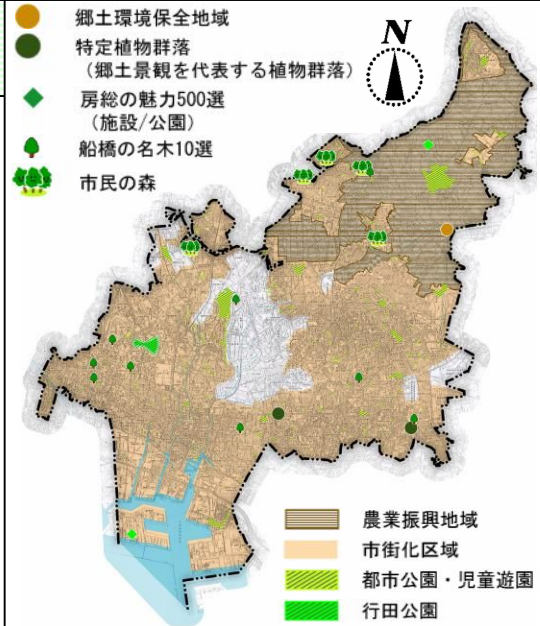 郷土環境保全地域
特定植物群落
（郷土景観を代表する植物群落）
房総の魅力500選
（施設/公園）
船橋の名木10選
市民の森
N
農業振興地域
市街化区域
都市公園・児童遊園
行田公園